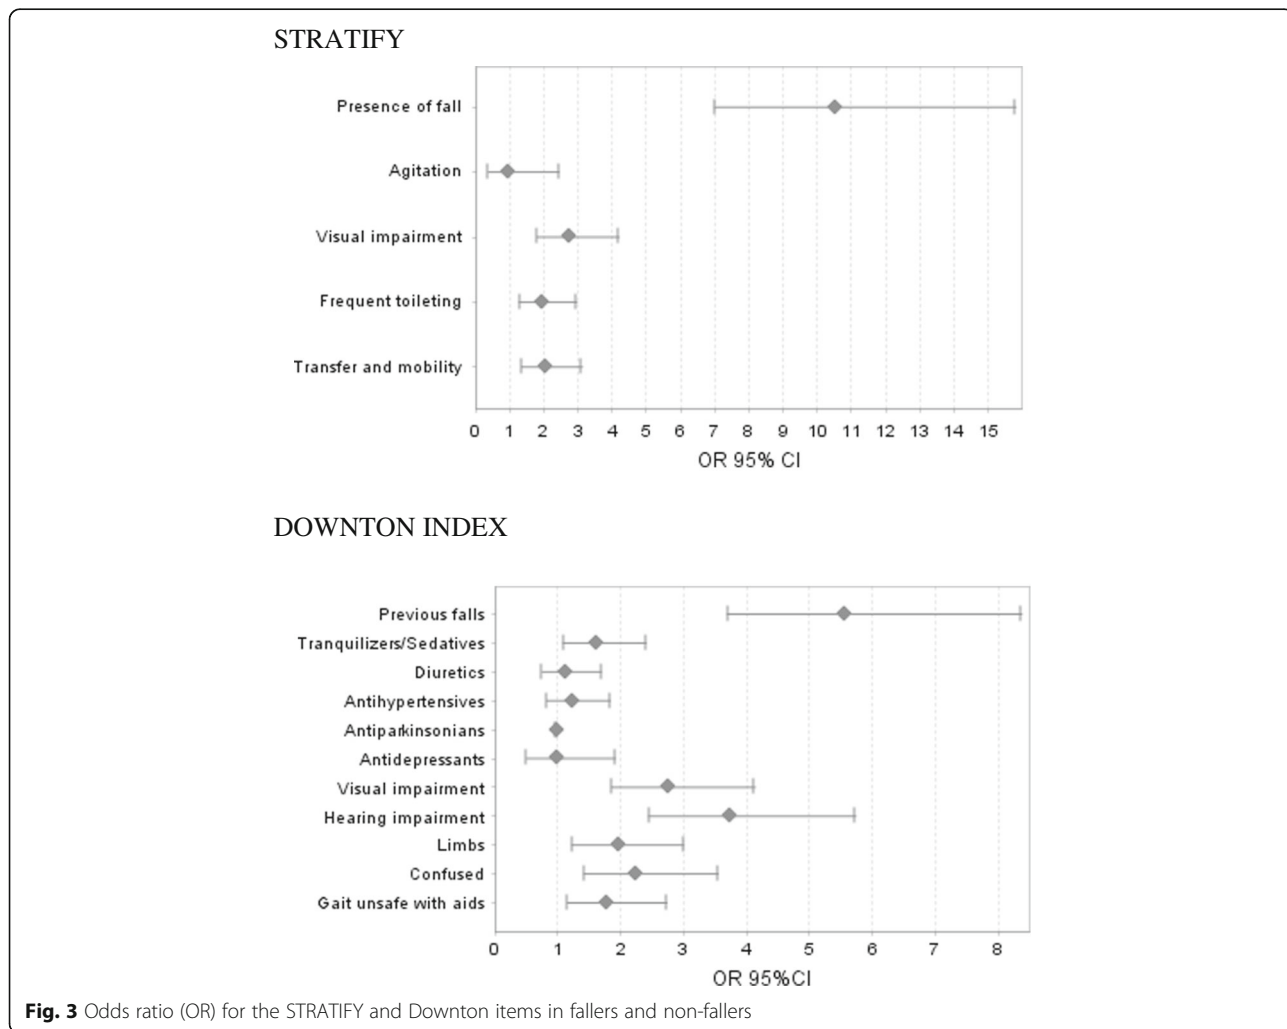 STRATIFY
Presence of fall
Agitation
Visual impairment
Frequent toileting
Transfer and mobility
0 1 2 3 4 5 6 7 8 9 10 11 12 13 14 15
OR 95% CI
DOWNTON INDEX
Previous falls
Tranquilizers/Sedatives
Diuretics
Antihypertensives
Antiparkinsonians
Antidepressants
Visual impairment
Hearing impairment
Limbs
Confused
Gait unsafe with aids
0 1 2 3 4 5 6 7 8
OR 95%CI
Fig. 3 Odds ratio (OR) for the STRATIFY and Downton items in fallers and non-fallers